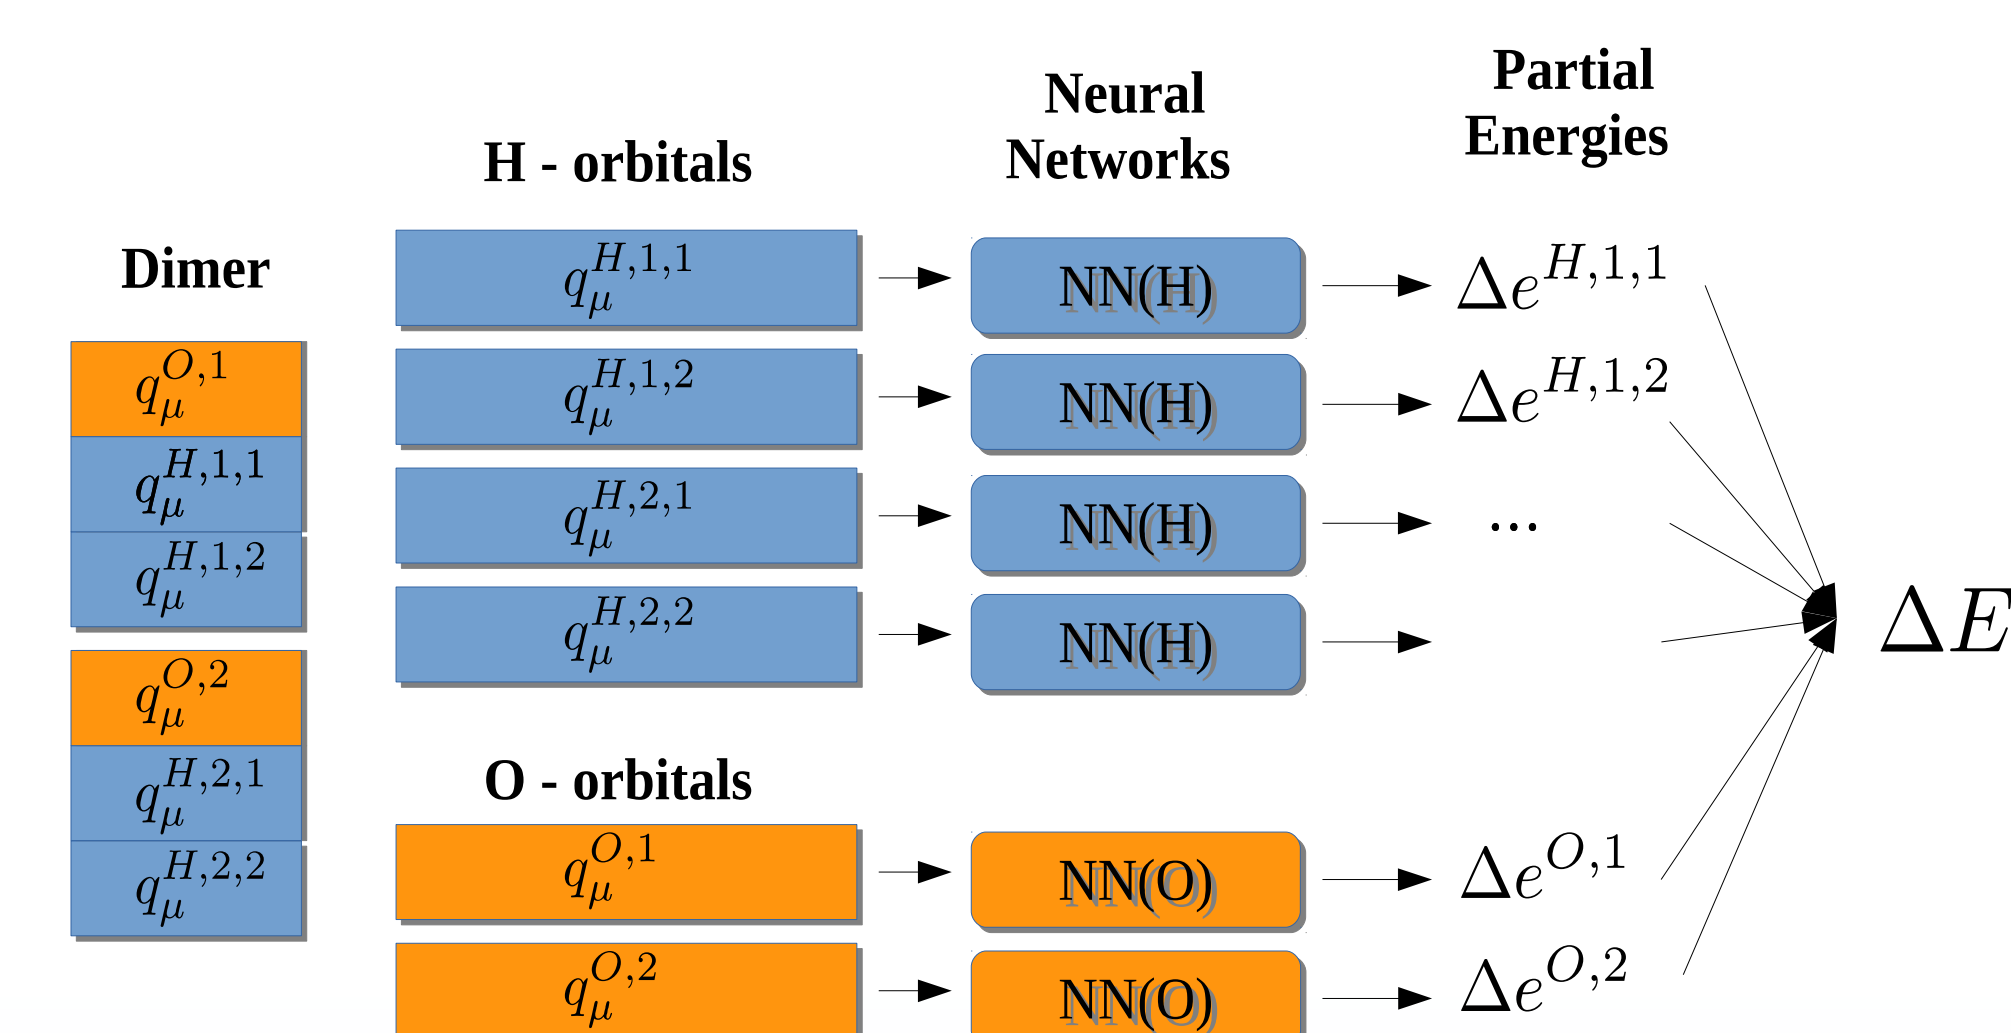 Dimer
q_μ^{O,1}
q_μ^{H,1,1}
q_μ^{H,1,2}
q_μ^{O,2}
q_μ^{H,2,1}
q_μ^{H,2,2}
H - orbitals
q_μ^{H,1,1}
q_μ^{H,1,2}
q_μ^{H,2,1}
q_μ^{H,2,2}
O - orbitals
q_μ^{O,1}
q_μ^{O,2}
Neural
Networks
NN(H)
NN(H)
NN(H)
NN(H)
NN(O)
NN(O)
Partial
Energies
Δe^{H,1,1}
Δe^{H,1,2}
...
Δe^{O,1}
Δe^{O,2}
ΔE